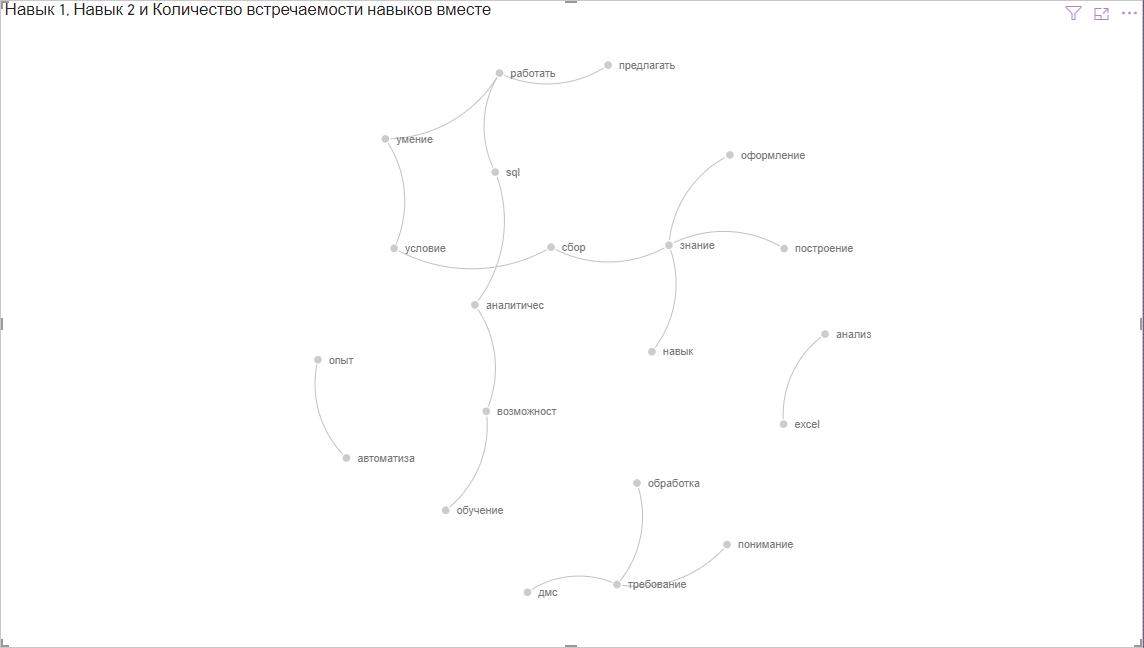 Навык 1, Навык 2 и Количество встречаемости навыков вместе
предлагать
работать
умение
оформление
sql
знание
сбор
условие
построение
аналитичес
анализ
навык
опыт
возможност
excel
автоматиза
обработка
обучение
понимание
требование
дмс